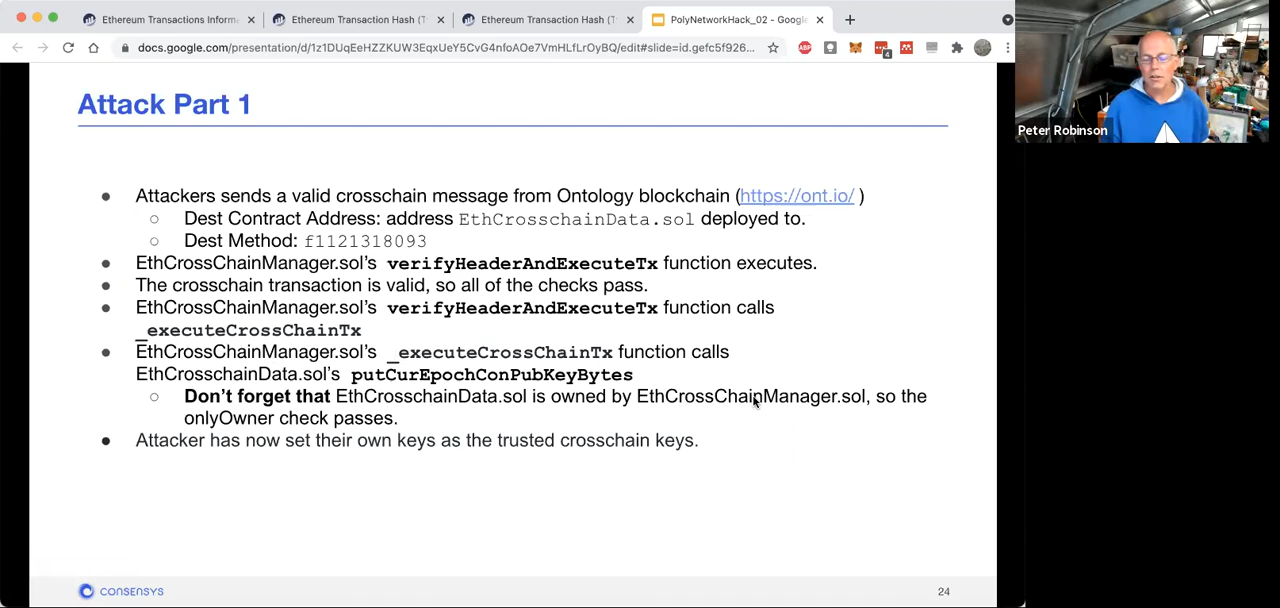 Ethereum Transactions Inform
Ethereum Transaction Hash (T
Ethereum Transaction Hash (T
PolyNetworkHack_02 - Google
docs.google.com/presentation/d/1z1DUqEeHZZKUW3EqxUeY5CvG4nfoAOe7VmHLfLrOyBQ/edit#slide=id.gefc5f926...
ABP
4
Attack Part 1
Peter Robinson
● Attackers sends a valid crosschain message from Ontology blockchain (https://ont.io/ )
○ Dest Contract Address: address EthCrosschainData.sol deployed to.
○ Dest Method: f1121318093
● EthCrossChainManager.sol's verifyHeaderAndExecuteTx function executes.
● The crosschain transaction is valid, so all of the checks pass.
● EthCrossChainManager.sol's verifyHeaderAndExecuteTx function calls
_executeCrossChainTx
● EthCrossChainManager.sol's _executeCrossChainTx function calls
EthCrosschainData.sol's putCurEpochConPubKeyBytes
○ Don't forget that EthCrosschainData.sol is owned by EthCrossChainManager.sol, so the
onlyOwner check passes.
● Attacker has now set their own keys as the trusted crosschain keys.
CONSENSYS
24